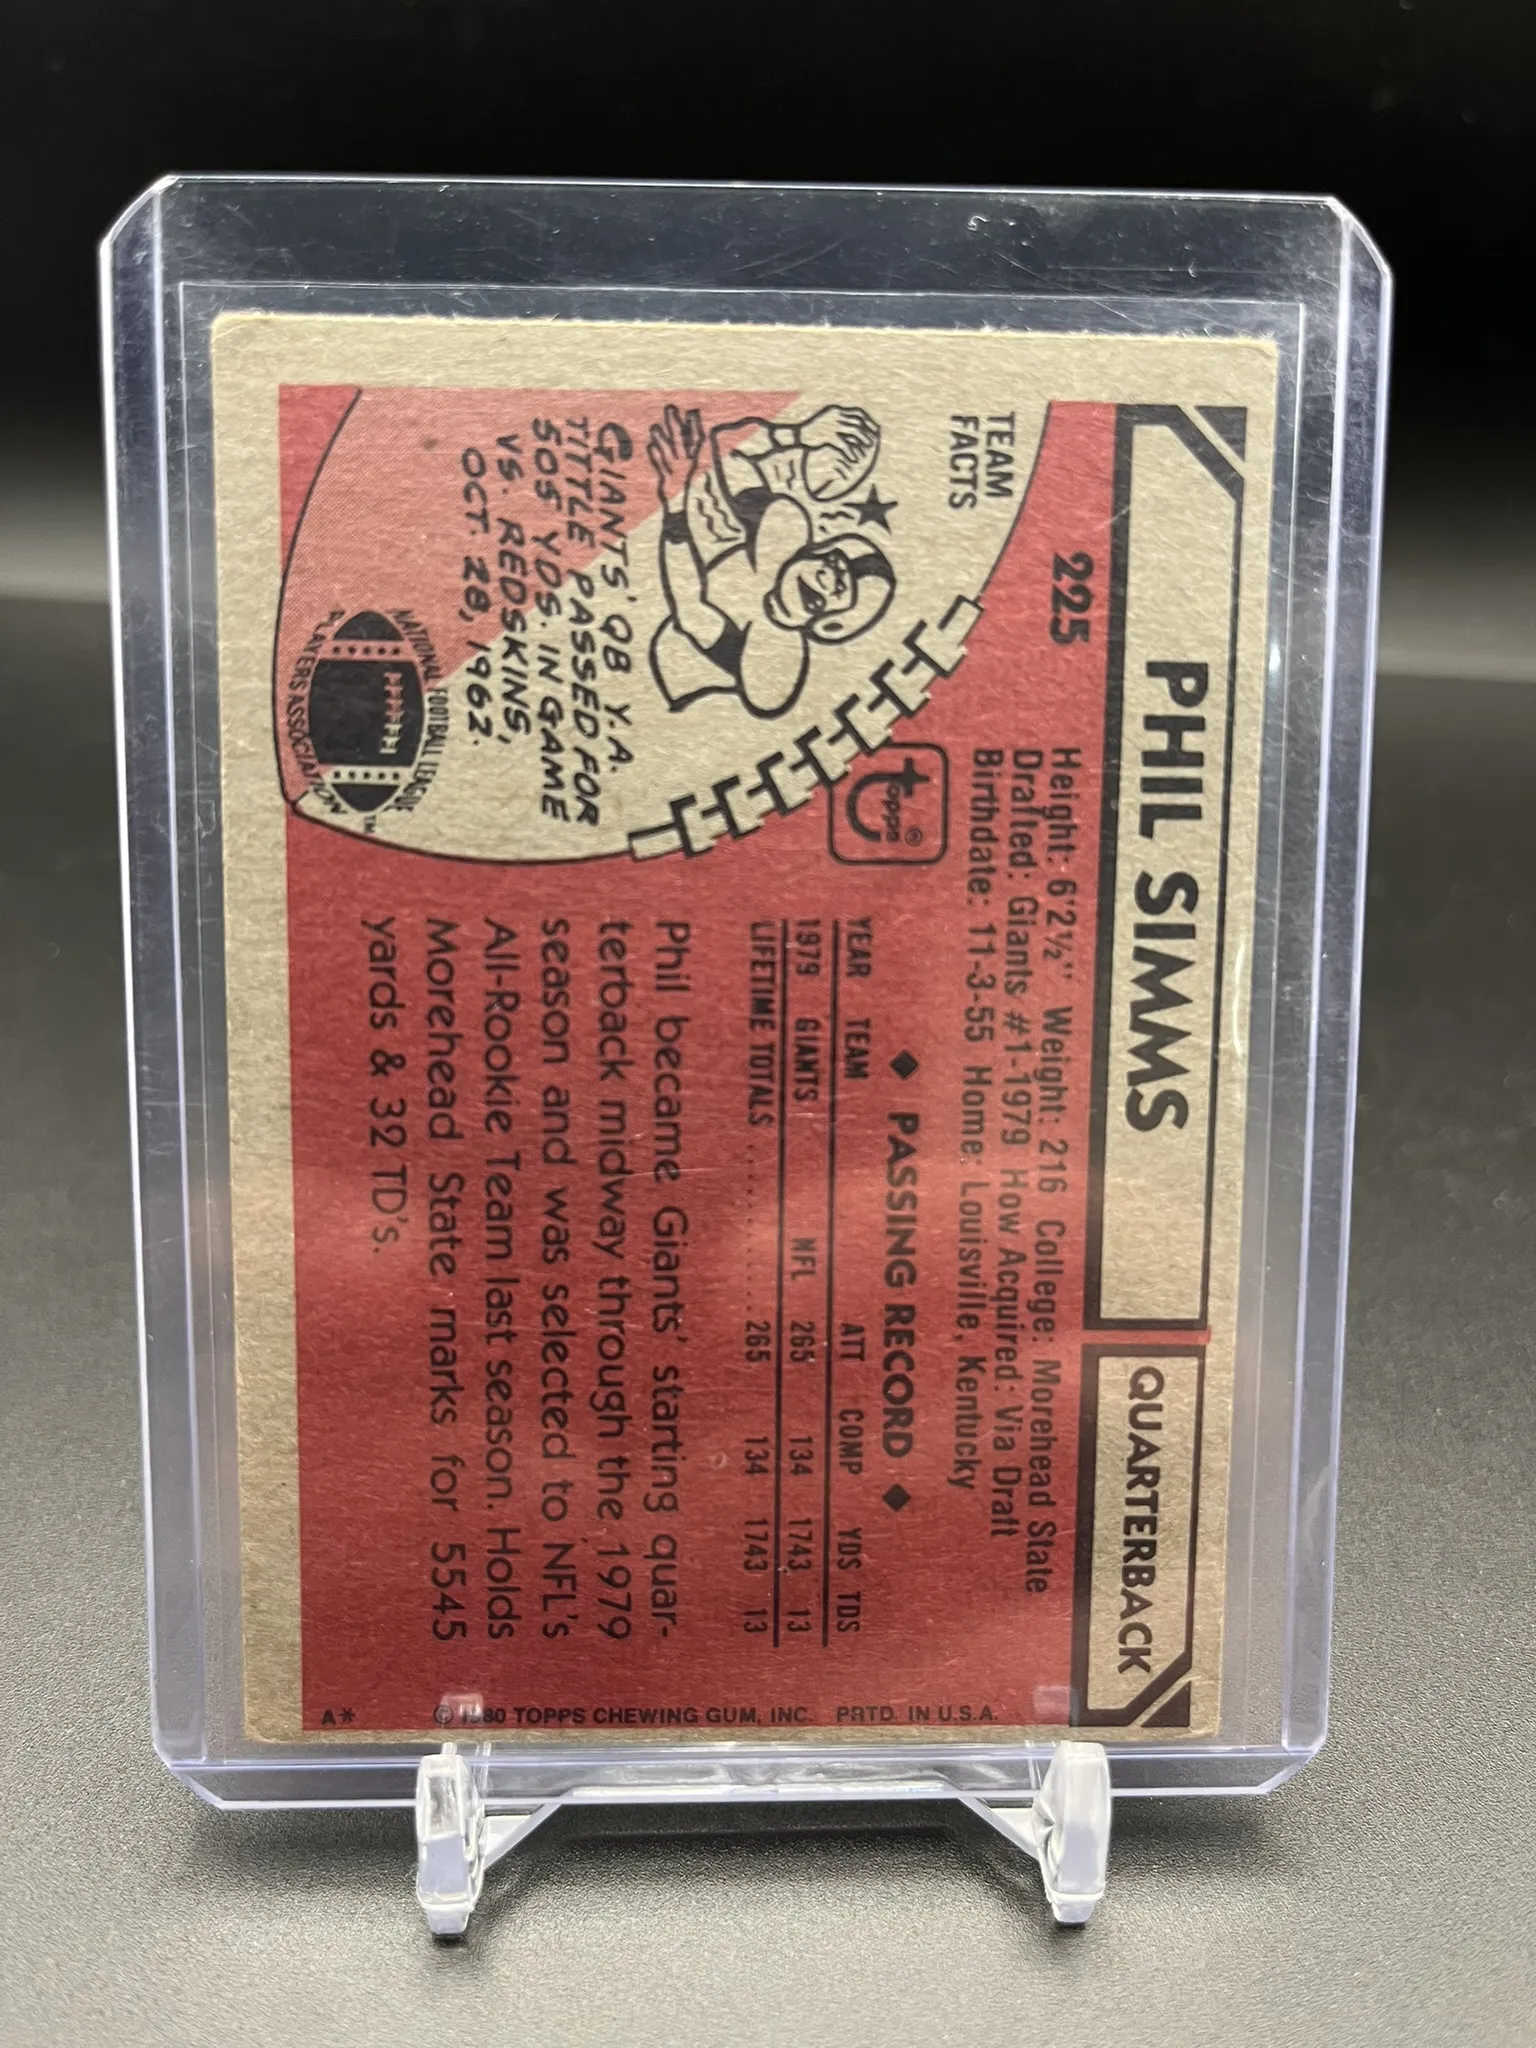 PHIL SIMMS
QUARTERBACK
225
Height: 6'2½" Weight: 216 College: Morehead State
Drafted: Giants #1-1979 How Acquired: Via Draft
Birthdate: 11-3-55 Home: Louisville, Kentucky
TEAM
FACTS
topps®
GIANTS' QB Y.A.
TITTLE PASSED FOR
505 YDS. IN GAME
VS. REDSKINS,
OCT. 28, 1962.
NATIONAL FOOTBALL LEAGUE
PLAYERS ASSOCIATION
TM
◆ PASSING RECORD ◆
YEAR TEAM ATT COMP YDS TDS
1979 GIANTS NFL 265 134 1743 13
LIFETIME TOTALS .............. 265 134 1743 13
Phil became Giants' starting quar-
terback midway through the 1979
season and was selected to NFL's
All-Rookie Team last season. Holds
Morehead State marks for 5545
yards & 32 TD's.
A* © 1980 TOPPS CHEWING GUM, INC. PRTD. IN U.S.A.